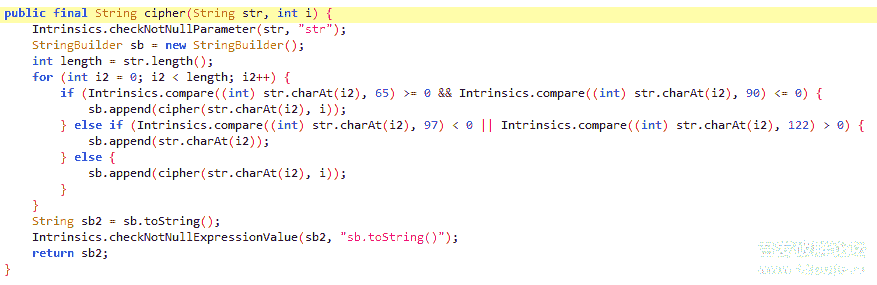 public final String cipher(String str, int i) {
    Intrinsics.checkNotNullParameter(str, "str");
    StringBuilder sb = new StringBuilder();
    int length = str.length();
    for (int i2 = 0; i2 < length; i2++) {
        if (Intrinsics.compare((int) str.charAt(i2), 65) >= 0 && Intrinsics.compare((int) str.charAt(i2), 90) <= 0) {
            sb.append(cipher(str.charAt(i2), i));
        } else if (Intrinsics.compare((int) str.charAt(i2), 97) < 0 || Intrinsics.compare((int) str.charAt(i2), 122) > 0) {
            sb.append(str.charAt(i2));
        } else {
            sb.append(cipher(str.charAt(i2), i));
        }
    }
    String sb2 = sb.toString();
    Intrinsics.checkNotNullExpressionValue(sb2, "sb.toString()");
    return sb2;
}